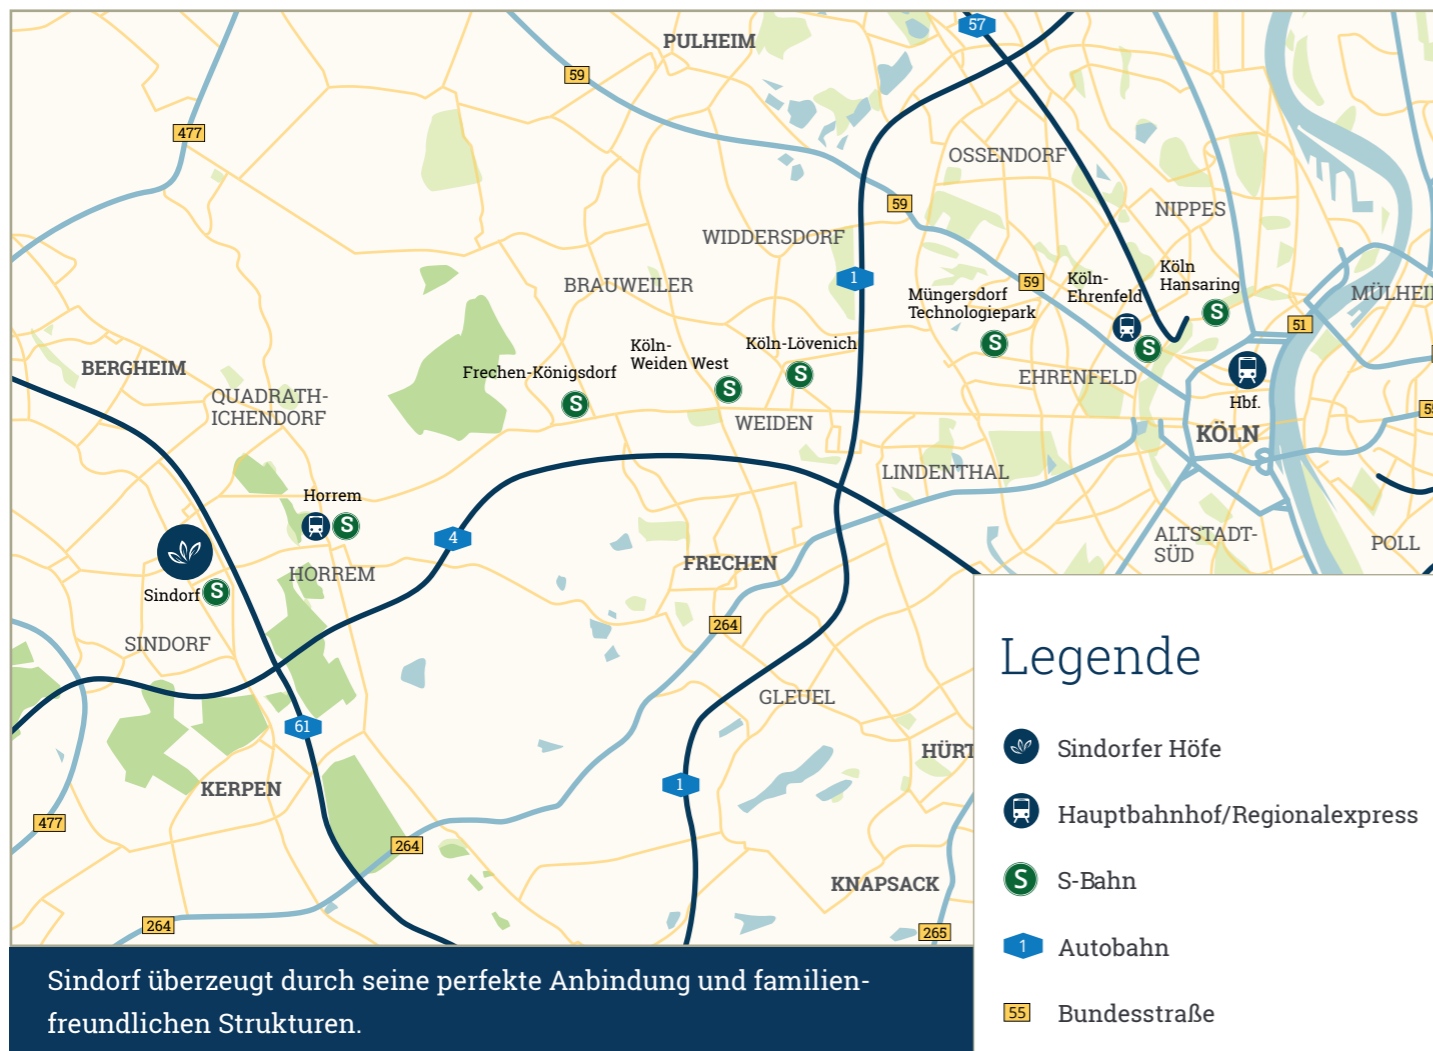 57
PULHEIM
59
477
OSSENDORF
59
NIPPES
WIDDERSDORF
Köln
Hansaring
1
Köln-
Ehrenfeld
59
BRAUWEILER
Müngersdorf
Technologiepark
MÜLHEI
S
51
S
Köln-
Weiden West
Köln-Lövenich
S
BERGHEIM
Frechen-Königsdorf
S
S
EHRENFELD
QUADRATH-
ICHENDORF
S
Hbf.
WEIDEN
KÖLN
LINDENTHAL
Horrem
S
4
ALTSTADT-
SÜD
POLL
FRECHEN
HORREM
Sindorf
S
264
SINDORF
Legende
GLEUEL
61
HÜRT
Sindorfer Höfe
KERPEN
1
Hauptbahnhof/Regionalexpress
477
264
S
S-Bahn
KNAPSACK
264
265
1
Autobahn
Sindorf überzeugt durch seine perfekte Anbindung und familien-
freundlichen Strukturen.
55
Bundesstraße